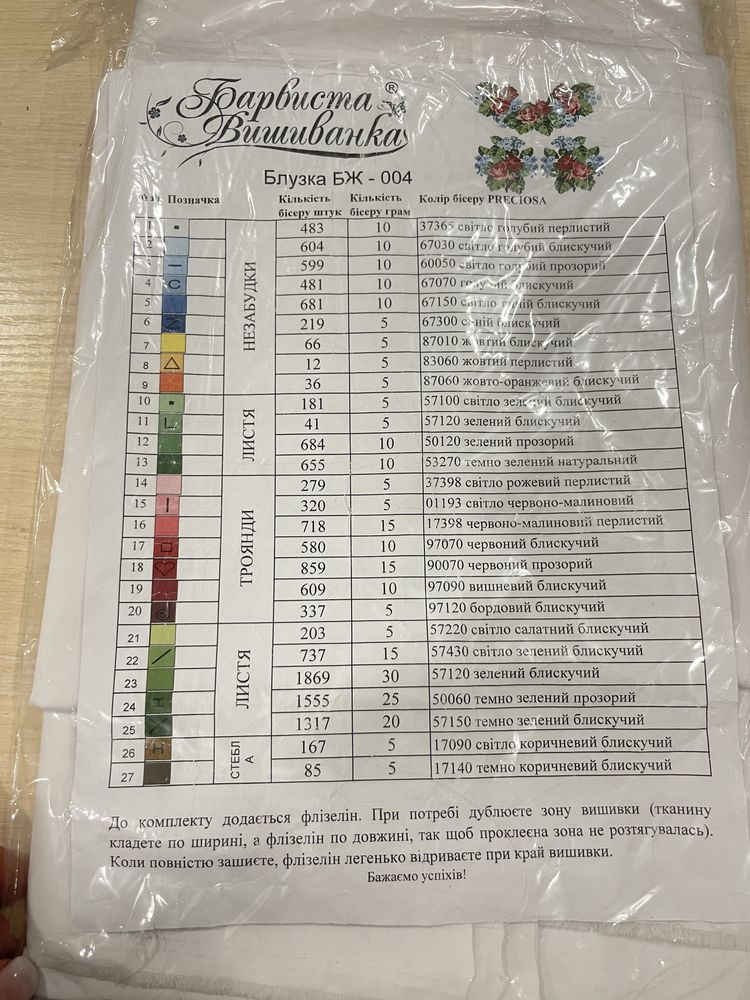 Барвиста ®
Вишиванка
Блузка БЖ - 004
Позначка Кількість бісеру штук Кількість бісеру грам Колір бісеру PRECIOSA
НЕЗАБУДКИ
1 483 10 37365 світло голубий перлистий
2 604 10 67030 світло голубий блискучий
3 599 10 60050 світло голубий прозорий
4 C 481 10 67070 голубий блискучий
5 681 10 67150 світло синій блискучий
6 Z 219 5 67300 синій блискучий
7 66 5 87010 жовтий блискучий
8 △ 12 5 83060 жовтий перлистий
9 36 5 87060 жовто-оранжевий блискучий
ЛИСТЯ
10 181 5 57100 світло зелений блискучий
11 L 41 5 57120 зелений блискучий
12 684 10 50120 зелений прозорий
13 655 10 53270 темно зелений натуральний
ТРОЯНДИ
14 279 5 37398 світло рожевий перлистий
15 I 320 5 01193 світло червоно-малиновий
16 718 15 17398 червоно-малиновий перлистий
17 580 10 97070 червоний блискучий
18 859 15 90070 червоний прозорий
19 609 10 97090 вишневий блискучий
20 337 5 97120 бордовий блискучий
ЛИСТЯ
21 203 5 57220 світло салатний блискучий
22 / 737 15 57430 світло зелений блискучий
23 1869 30 57120 зелений блискучий
24 H 1555 25 50060 темно зелений прозорий
25 1317 20 57150 темно зелений блискучий
СТЕБЛ
А
26 H 167 5 17090 світло коричневий блискучий
27 85 5 17140 темно коричневий блискучий
До комплекту додається флізелін. При потребі дублюєте зону вишивки (тканину
кладете по ширині, а флізелін по довжині, так щоб проклеєна зона не розтягувалась).
Коли повністю зашиєте, флізелін легенько відриваєте при край вишивки.
Бажаємо успіхів!